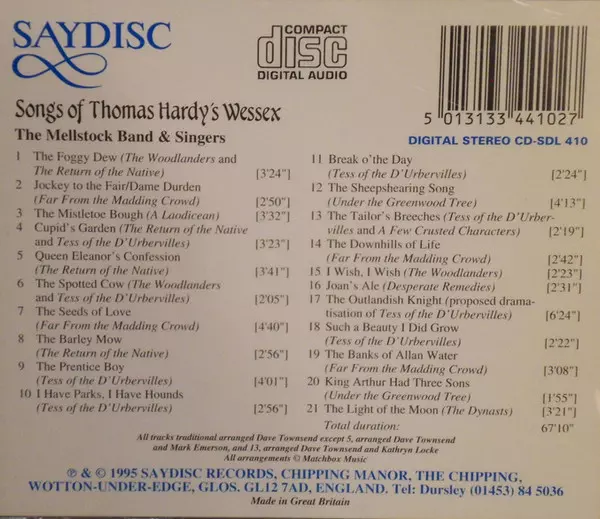 SAYDISC
COMPACT
disc
DIGITAL AUDIO
5 013133 441027
DIGITAL STEREO CD-SDL 410
Songs of Thomas Hardy's Wessex
The Mellstock Band & Singers
1 The Foggy Dew (The Woodlanders and
The Return of the Native) [3'24"]
2 Jockey to the Fair/Dame Durden
(Far From the Madding Crowd) [2'50"]
3 The Mistletoe Bough (A Laodicean) [3'32"]
4 Cupid's Garden (The Return of the Native
and Tess of the D'Urbervilles) [3'23"]
5 Queen Eleanor's Confession
(The Return of the Native) [3'41"]
6 The Spotted Cow (The Woodlanders
and Tess of the D'Urbervilles) [2'05"]
7 The Seeds of Love
(Far From the Madding Crowd) [4'40"]
8 The Barley Mow
(The Return of the Native) [2'56"]
9 The Prentice Boy
(Tess of the D'Urbervilles) [4'01"]
10 I Have Parks, I Have Hounds
(Tess of the D'Urbervilles) [2'56"]
11 Break o'the Day
(Tess of the D'Urbervilles) [2'24"]
12 The Sheepshearing Song
(Under the Greenwood Tree) [4'13"]
13 The Tailor's Breeches (Tess of the D'Urber-
villes and A Few Crusted Characters) [2'19"]
14 The Downhills of Life
(Far From the Madding Crowd) [2'42"]
15 I Wish, I Wish (The Woodlanders) [2'23"]
16 Joan's Ale (Desperate Remedies) [2'31"]
17 The Outlandish Knight (proposed drama-
tisation of Tess of the D'Urbervilles) [6'24"]
18 Such a Beauty I Did Grow
(Tess of the D'Urbervilles) [2'22"]
19 The Banks of Allan Water
(Far From the Madding Crowd) [3'08"]
20 King Arthur Had Three Sons
(Under the Greenwood Tree) [1'55"]
21 The Light of the Moon (The Dynasts) [3'21"]
Total duration: 67'10"
All tracks traditional arranged Dave Townsend except 5, arranged Dave Townsend
and Mark Emerson, and 13, arranged Dave Townsend and Kathryn Locke
All arrangements © Matchbox Music
℗ & © 1995 SAYDISC RECORDS, CHIPPING MANOR, THE CHIPPING,
WOTTON-UNDER-EDGE, GLOS. GL12 7AD, ENGLAND. Tel: Dursley (01453) 84 5036
Made in Great Britain